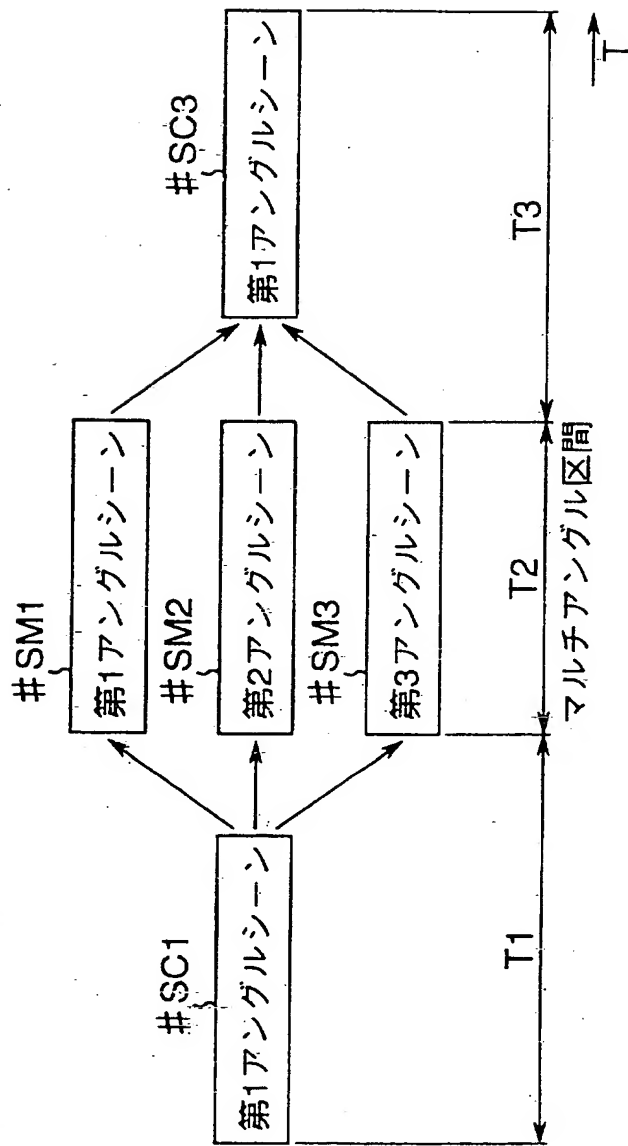 #SC1
第1アングルシーン
#SM1
第1アングルシーン
#SM2
第2アングルシーン
#SM3
第3アングルシーン
#SC3
第1アングルシーン
T1
T2
T3
マルチアングル区間
T